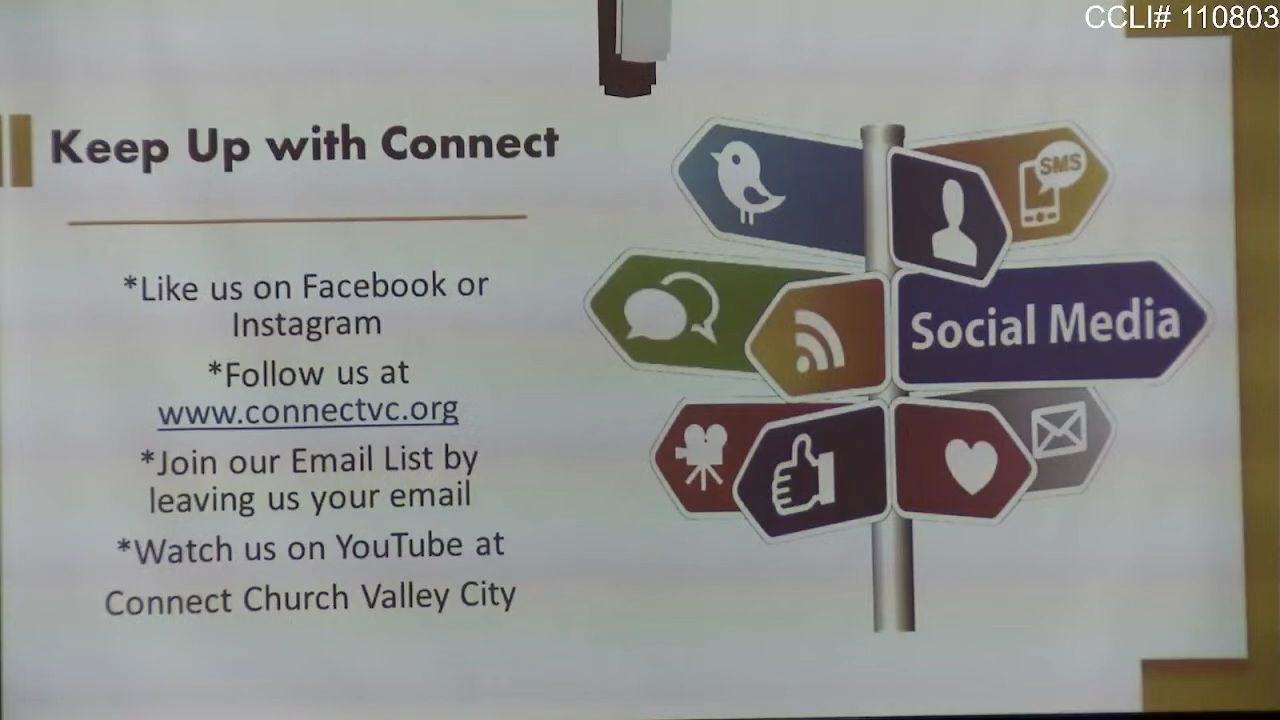 CCLI# 110803
Keep Up with Connect
*Like us on Facebook or
Instagram
*Follow us at
www.connectvc.org
*Join our Email List by
leaving us your email
*Watch us on YouTube at
Connect Church Valley City
SMS
Social Media